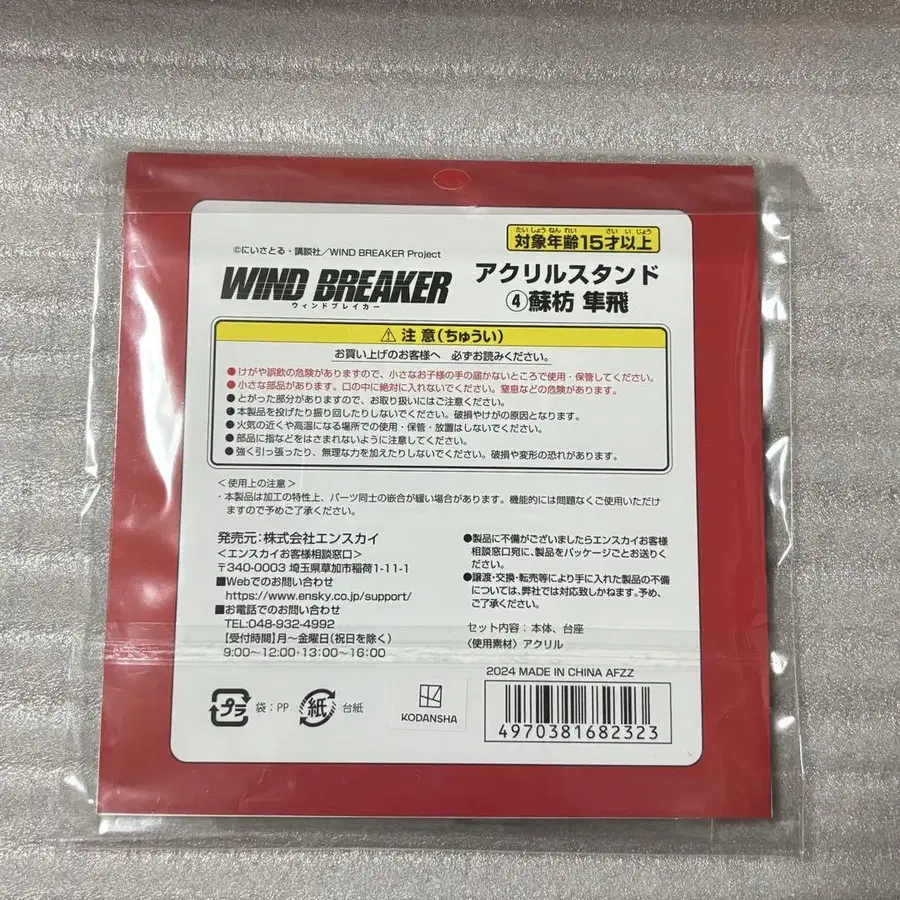 たいしょうねんれい さいいじょう
対象年齢15才以上
©にいさとる・講談社/WIND BREAKER Project
WIND BREAKER
ウィンドブレイカー
アクリルスタンド
④蘇枋 隼飛
⚠注意(ちゅうい)
お買い上げのお客様へ 必ずお読みください。
●けがや誤飲の危険がありますので、小さなお子様の手の届かないところで使用・保管してください。
●小さな部品があります。口の中に絶対に入れないでください。窒息などの危険があります。
●とがった部分がありますので、お取り扱いにはご注意ください。
●本製品を投げたり振り回したりしないでください。破損やけがの原因となります。
●火気の近くや高温になる場所での使用・保管・放置はしないでください。
●部品に指などをはさまれないように注意してください。
●強く引っ張ったり、無理な力を加えたりしないでください。破損や変形の恐れがあります。
<使用上の注意>
・本製品は加工の特性上、パーツ同士の嵌合が緩い場合があります。機能的には問題なくご使用いただけ
ますので予めご了承ください。
発売元:株式会社エンスカイ
<エンスカイお客様相談窓口>
〒340-0003 埼玉県草加市稲荷1-11-1
■Webでのお問い合わせ
https://www.ensky.co.jp/support/
■お電話でのお問い合わせ
TEL:048-932-4992
【受付時間】月~金曜日(祝日を除く)
9:00~12:00・13:00~16:00
●製品に不備がございましたらエンスカイお客様
相談窓口宛に、製品をパッケージごとお送りく
ださい。
●譲渡・交換・転売等により手に入れた製品の不備
については、弊社では対応致しかねます。予め、
ご了承ください。
セット内容:本体、台座
〈使用素材〉アクリル
2024 MADE IN CHINA AFZZ
プラ
袋:PP
紙
台紙
KODANSHA
4970381682323